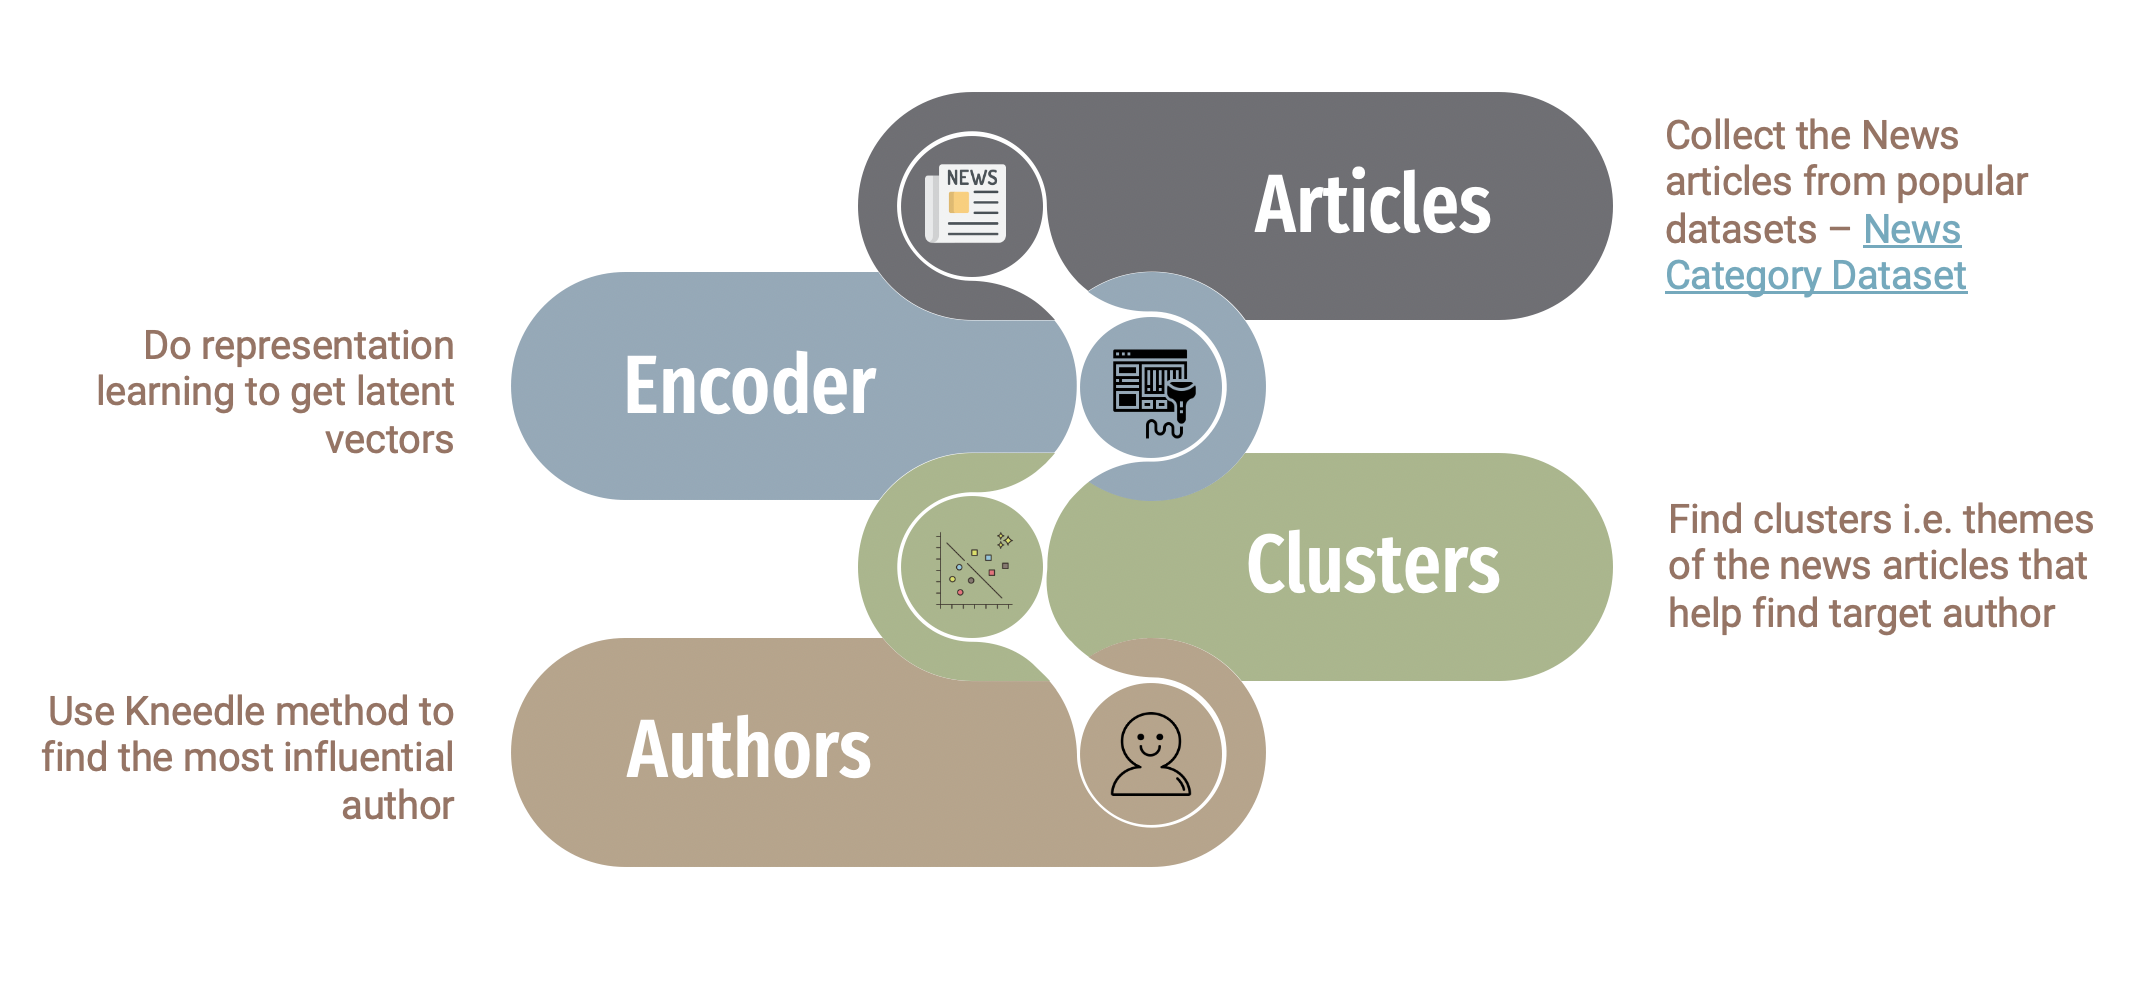 NEWS
Articles
Collect the News
articles from popular
datasets – News
Category Dataset
Encoder
Do representation
learning to get latent
vectors
Clusters
Find clusters i.e. themes
of the news articles that
help find target author
Authors
Use Kneedle method to
find the most influential
author